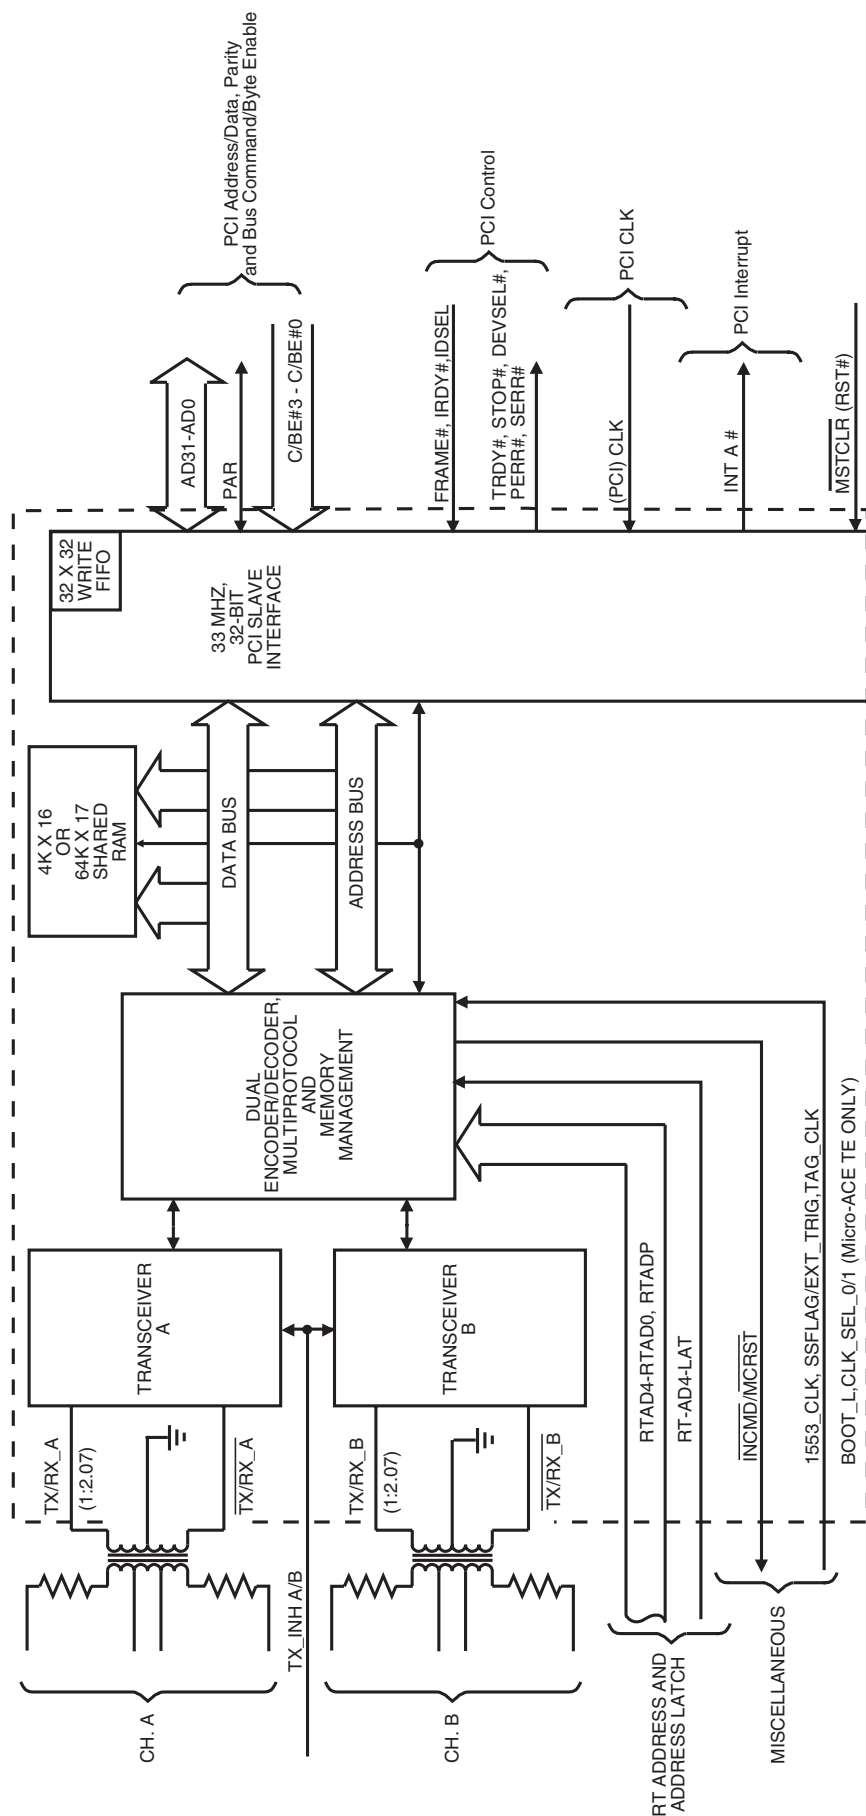 CH. A
TX/RX_A
(1:2.07)
TX/RX_A
TRANSCEIVER
A
4K X 16
OR
64K X 17
SHARED
RAM
32 X 32
WRITE
FIFO
PCI Address/Data, Parity
and Bus Command/Byte Enable
AD31-AD0
PAR
C/BE#3 - C/BE#0
33 MHZ,
32-BIT
PCI SLAVE
INTERFACE
DATA BUS
ADDRESS BUS
DUAL
ENCODER/DECODER,
MULTIPROTOCOL
AND
MEMORY
MANAGEMENT
TX_INH A/B
CH. B
TX/RX_B
(1:2.07)
TX/RX_B
TRANSCEIVER
B
FRAME#, IRDY#,IDSEL
TRDY#, STOP#, DEVSEL#,
PERR#, SERR#
PCI Control
(PCI) CLK
PCI CLK
INT A #
PCI Interrupt
MSTCLR (RST#)
RT ADDRESS AND
ADDRESS LATCH
RTAD4-RTAD0, RTADP
RT-AD4-LAT
MISCELLANEOUS
INCMD/MCRST
1553_CLK, SSFLAG/EXT_TRIG,TAG_CLK
BOOT_L,CLK_SEL_0/1 (Micro-ACE TE ONLY)